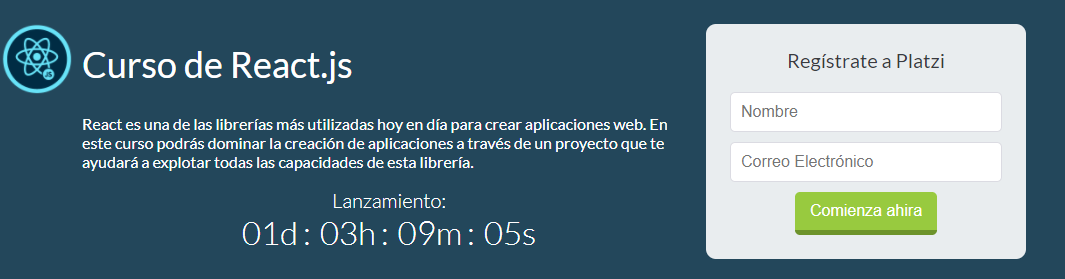 Curso de React.js
React es una de las librerías más utilizadas hoy en día para crear aplicaciones web. En
este curso podrás dominar la creación de aplicaciones a través de un proyecto que te
ayudará a explotar todas las capacidades de esta librería.
Lanzamiento:
01d : 03h : 09m : 05s
Regístrate a Platzi
Nombre
Correo Electrónico
Comienza ahira